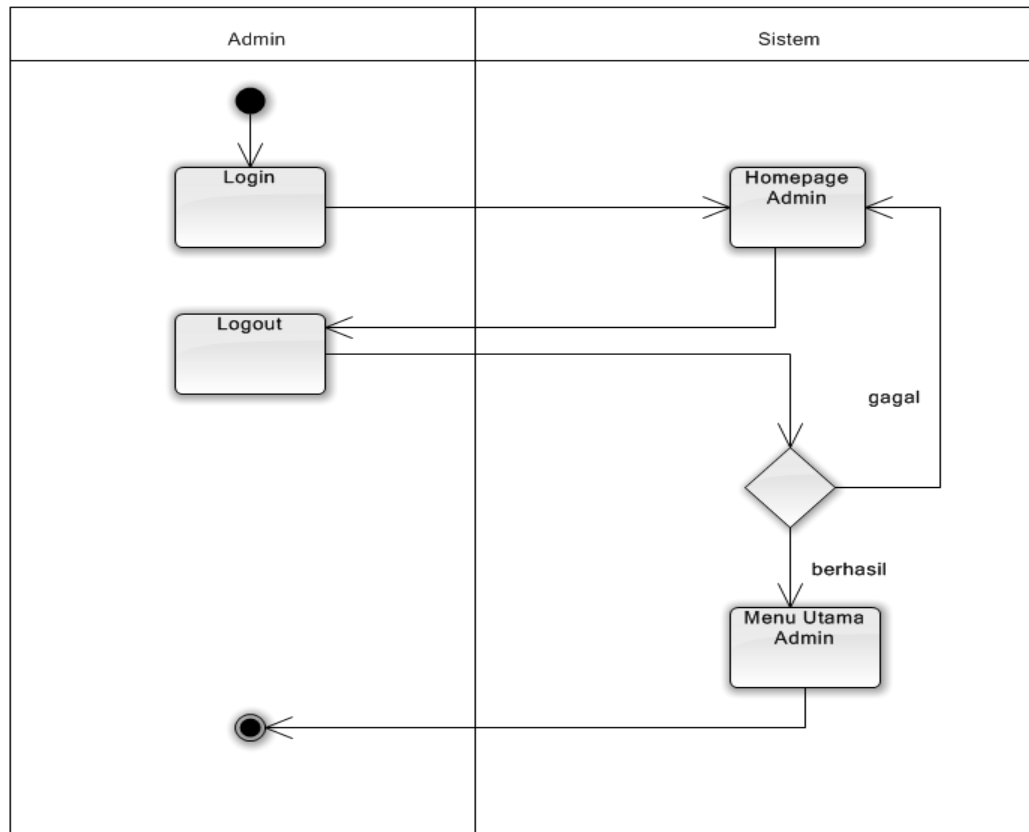 Admin
Sistem
Login
Homepage
Admin
Logout
gagal
berhasil
Menu Utama
Admin